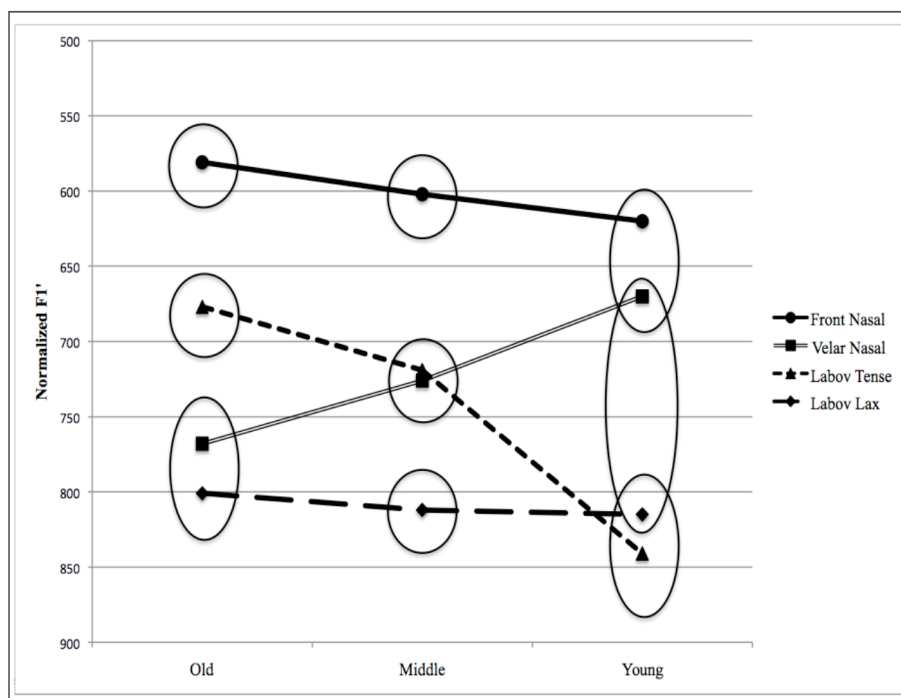 500
550
600
650
700
750
800
850
900
Normalized F1'
Old Middle Young
Front Nasal
Velar Nasal
Labov Tense
Labov Lax